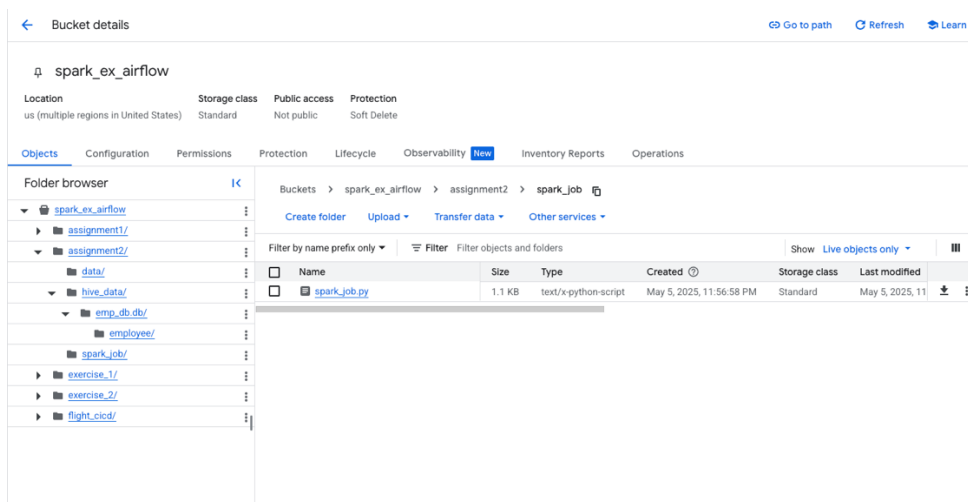 Bucket details
Go to path Refresh Learn
spark_ex_airflow
Location Storage class Public access Protection
us (multiple regions in United States) Standard Not public Soft Delete
Objects Configuration Permissions Protection Lifecycle Observability New Inventory Reports Operations
Folder browser
spark_ex_airflow
assignment1/
assignment2/
data/
hive_data/
emp_db.db/
employee/
spark_job/
exercise_1/
exercise_2/
flight_cicd/
Buckets > spark_ex_airflow > assignment2 > spark_job
Create folder Upload Transfer data Other services
Filter by name prefix only Filter Filter objects and folders Show Live objects only
Name Size Type Created Storage class Last modified
spark_job.py 1.1 KB text/x-python-script May 5, 2025, 11:56:58 PM Standard May 5, 2025, 11